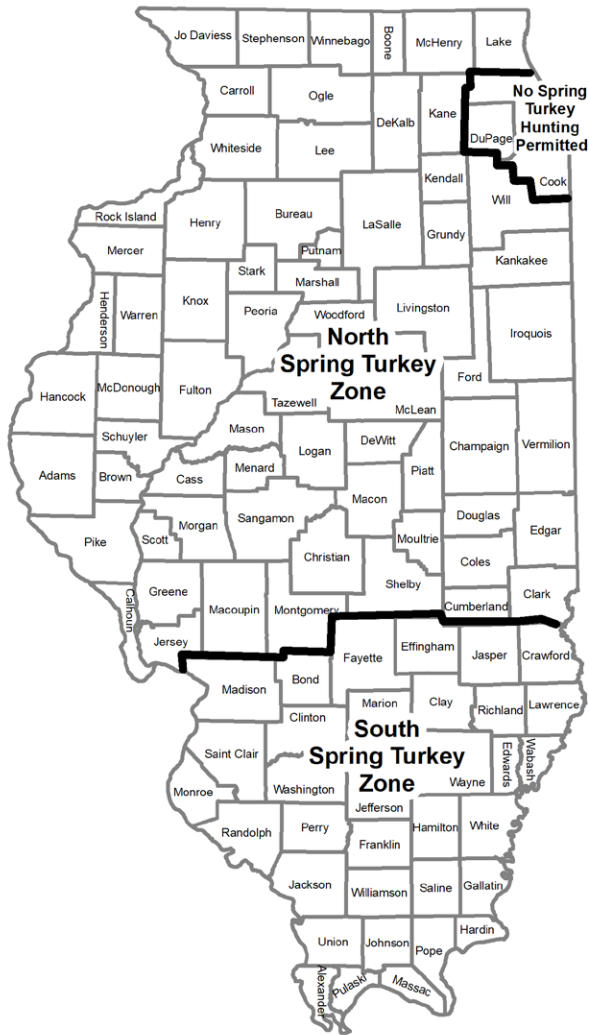 Jo Daviess
Stephenson
Winnebago
Boone
McHenry
Lake
Carroll
Ogle
DeKalb
Kane
No Spring
Turkey
Hunting
Permitted
DuPage
Cook
Whiteside
Lee
Kendall
Will
Rock Island
Henry
Bureau
LaSalle
Grundy
Mercer
Putnam
Kankakee
Stark
Marshall
Henderson
Warren
Knox
Peoria
Woodford
Livingston
Iroquois
North
Spring Turkey
Zone
Hancock
McDonough
Fulton
Tazewell
McLean
Ford
Mason
Schuyler
Logan
DeWitt
Champaign
Vermilion
Adams
Brown
Cass
Menard
Piatt
Macon
Pike
Scott
Morgan
Sangamon
Moultrie
Douglas
Edgar
Christian
Coles
Calhoun
Greene
Macoupin
Montgomery
Shelby
Cumberland
Clark
Jersey
Fayette
Effingham
Jasper
Crawford
Madison
Bond
Clinton
Marion
Clay
Richland
Lawrence
South
Spring Turkey
Zone
Saint Clair
Washington
Wayne
Edwards
Wabash
Monroe
Jefferson
Randolph
Perry
Franklin
Hamilton
White
Jackson
Williamson
Saline
Gallatin
Union
Johnson
Pope
Hardin
Alexander
Pulaski
Massac